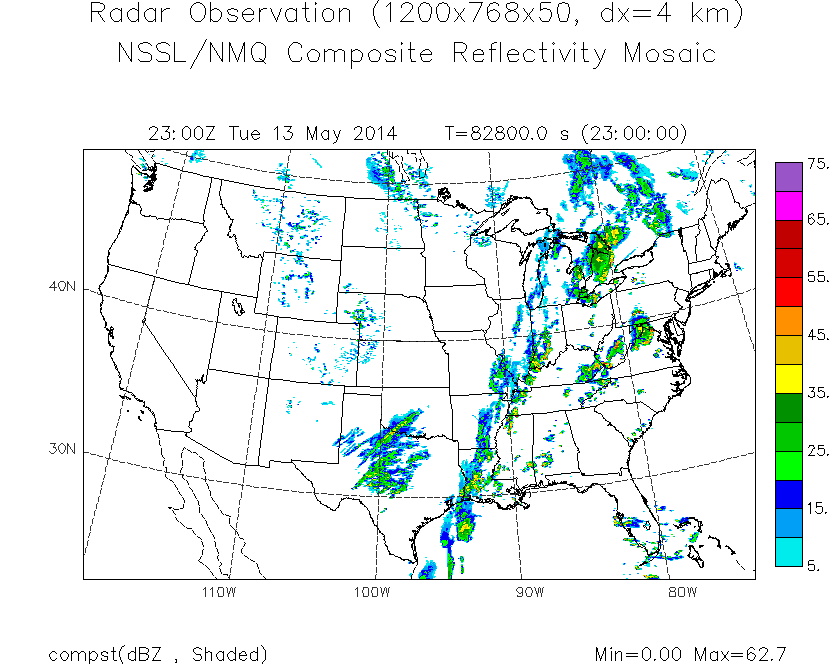 Radar Observation (1200x768x50, dx=4 km)
NSSL/NMQ Composite Reflectivity Mosaic
23:00Z Tue 13 May 2014 T=82800.0 s (23:00:00)
75.
65.
55.
45.
35.
25.
15.
5.
40N
30N
110W 100W 90W 80W
compst(dBZ , Shaded) Min=0.00 Max=62.7